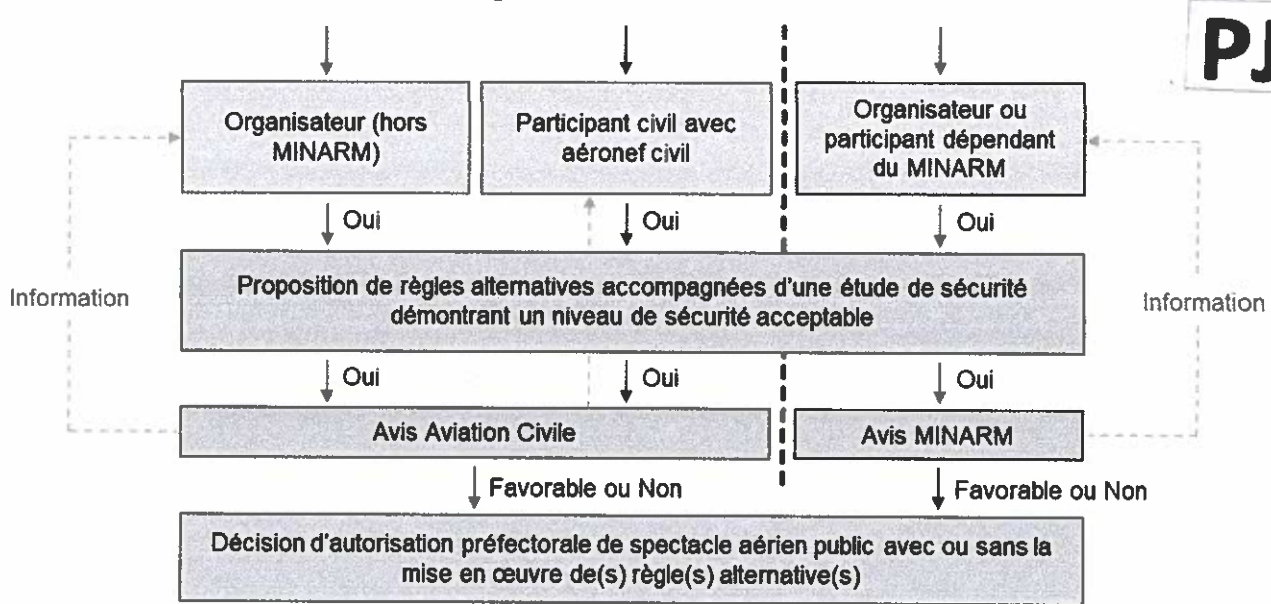 PJ
Organisateur (hors
MINARM)
Participant civil avec
aéronef civil
Organisateur ou
participant dépendant
du MINARM
Oui
Oui
Oui
Information
Proposition de règles alternatives accompagnées d'une étude de sécurité
démontrant un niveau de sécurité acceptable
Information
Oui
Oui
Oui
Avis Aviation Civile
Avis MINARM
Favorable ou Non
Favorable ou Non
Décision d'autorisation préfectorale de spectacle aérien public avec ou sans la
mise en œuvre de(s) règle(s) alternative(s)